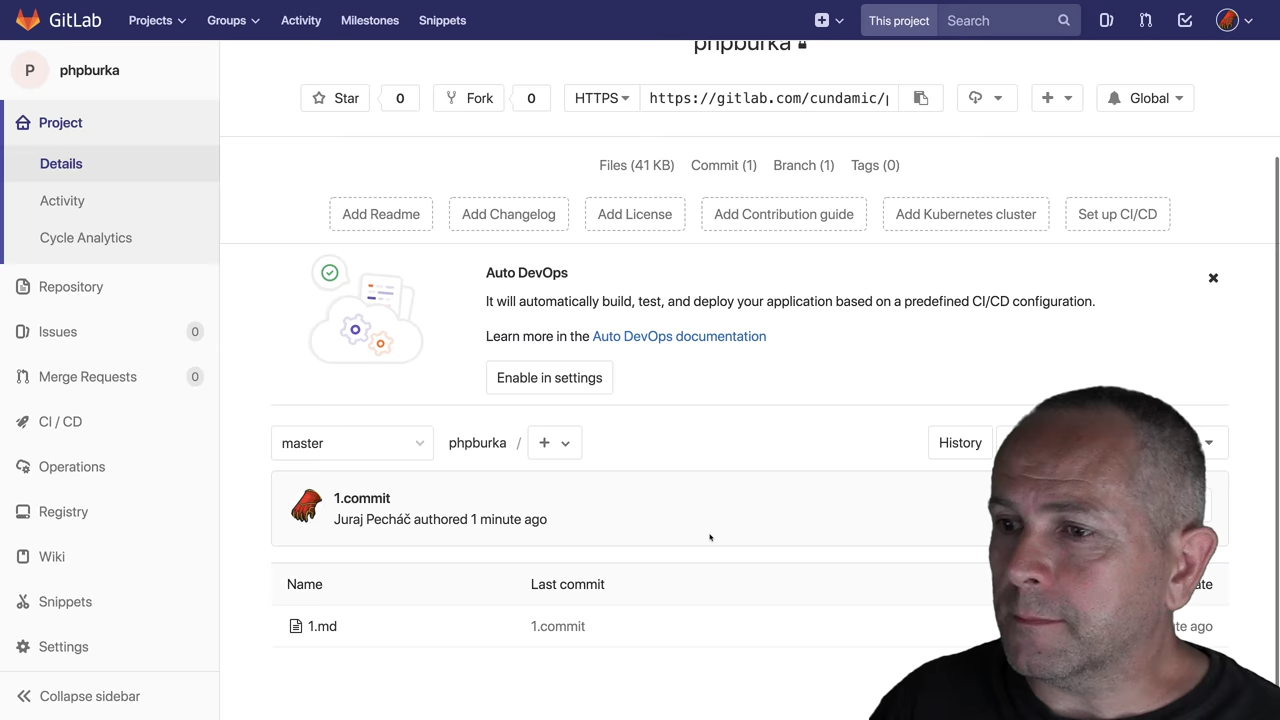 GitLab Projects Groups Activity Milestones Snippets This project Search
P phpburka
phpburka
Star 0 Fork 0 HTTPS https://gitlab.com/cundamic/p Global
Project
Details
Activity
Cycle Analytics
Repository
Issues 0
Merge Requests 0
CI / CD
Operations
Registry
Wiki
Snippets
Settings
Collapse sidebar
Files (41 KB) Commit (1) Branch (1) Tags (0)
Add Readme Add Changelog Add License Add Contribution guide Add Kubernetes cluster Set up CI/CD
Auto DevOps
It will automatically build, test, and deploy your application based on a predefined CI/CD configuration.
Learn more in the Auto DevOps documentation
Enable in settings
master phpburka / History
1.commit
Juraj Pecháč authored 1 minute ago
Name Last commit
1.md 1.commit ago